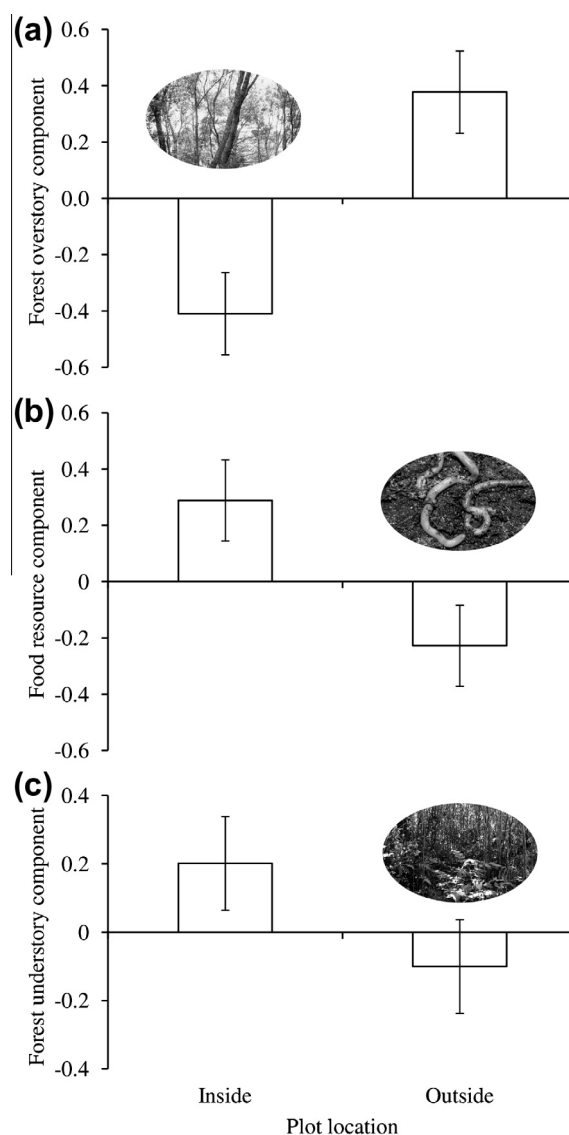 (a)
Forest overstory component
0.6
0.4
0.2
0.0
-0.2
-0.4
-0.6
(b)
Food resource component
0.6
0.4
0.2
0
-0.2
-0.4
-0.6
(c)
Forest understory component
0.4
0.2
0
-0.2
-0.4
Inside Outside
Plot location